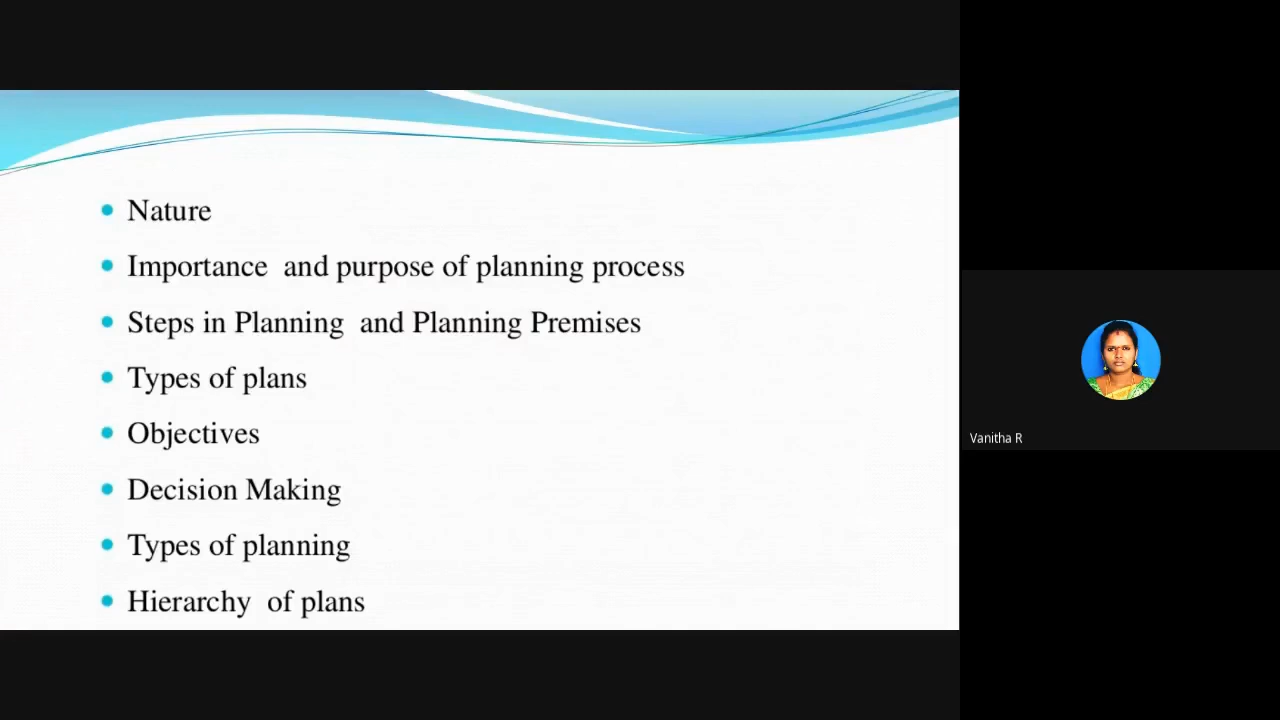 Nature
Importance and purpose of planning process
Steps in Planning and Planning Premises
Types of plans
Objectives
Decision Making
Types of planning
Hierarchy of plans
Vanitha R